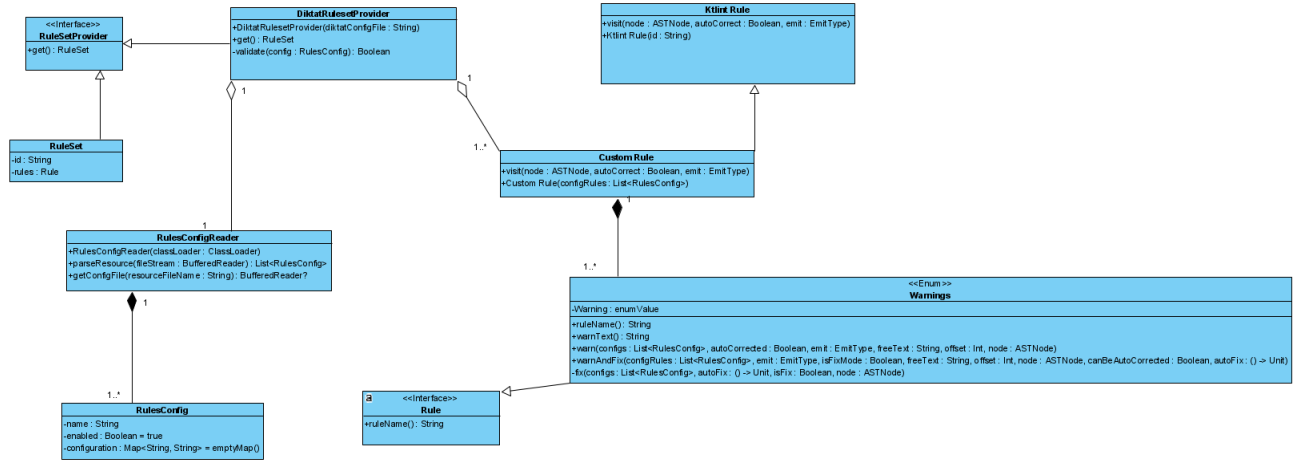 <<Interface>>
RuleSetProvider
+get() : RuleSet
DiktatRulesetProvider
+DiktatRulesetProvider(diktatConfigFile : String)
+get() : RuleSet
-validate(config : RulesConfig) : Boolean
Ktlint Rule
+visit(node : ASTNode, autoCorrect : Boolean, emit : EmitType)
+Ktlint Rule(id : String)
1
1
RuleSet
-id : String
-rules : Rule
1..*
Custom Rule
+visit(node : ASTNode, autoCorrect : Boolean, emit : EmitType)
+Custom Rule(configRules : List<RulesConfig>)
1
1
RulesConfigReader
+RulesConfigReader(classLoader : ClassLoader)
+parseResource(fileStream : BufferedReader) : List<RulesConfig>
+getConfigFile(resourceFileName : String) : BufferedReader?
1..*
1
<<Enum>>
Warnings
-Warning : enumValue
+ruleName() : String
+warnText() : String
+warn(configs : List<RulesConfig>, autoCorrected : Boolean, emit : EmitType, freeText : String, offset : Int, node : ASTNode)
+warnAndFix(configRules : List<RulesConfig>, emit : EmitType, isFixMode : Boolean, freeText : String, offset : Int, node : ASTNode, canBeAutoCorrected : Boolean, autoFix : () -> Unit)
-fix(configs : List<RulesConfig>, autoFix : () -> Unit, isFix : Boolean, node : ASTNode)
1..*
RulesConfig
-name : String
-enabled : Boolean = true
-configuration : Map<String, String> = emptyMap()
a
<<Interface>>
Rule
+ruleName() : String